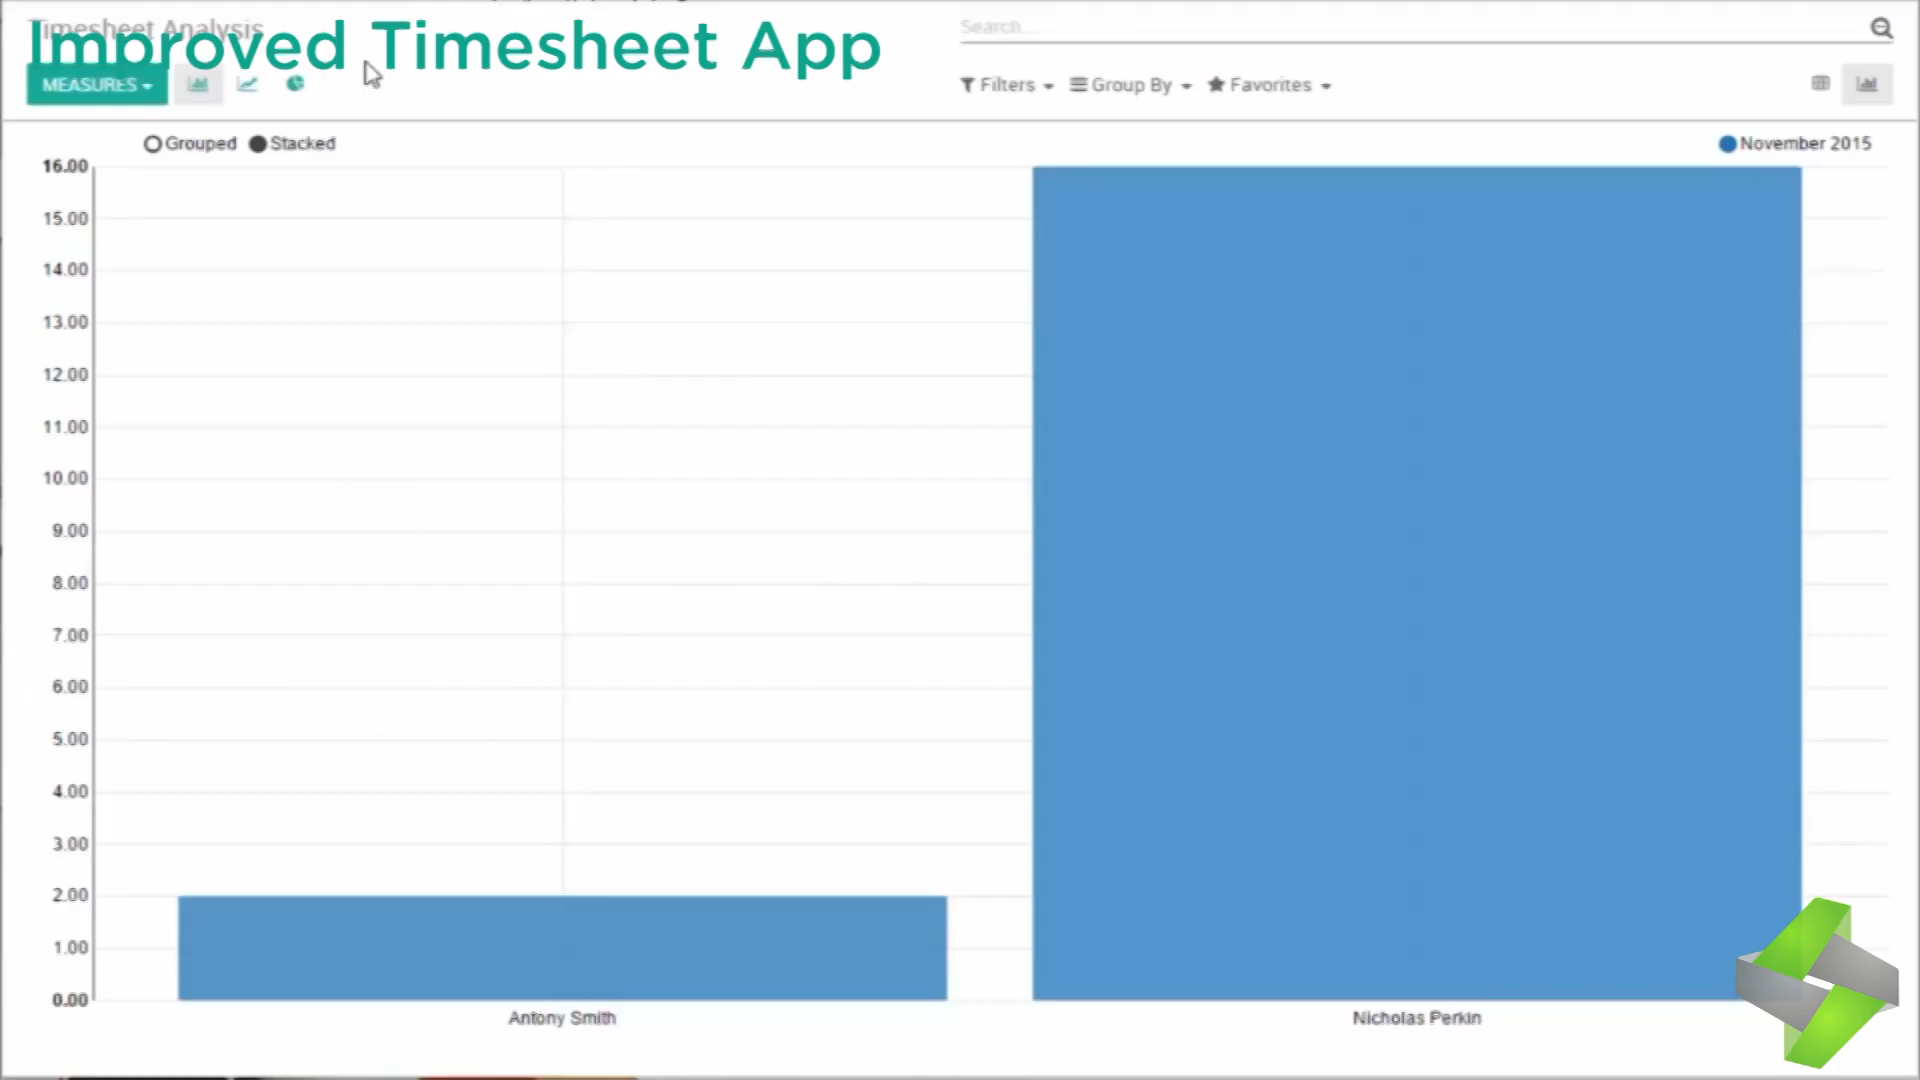 Improved Timesheet App
Timesheet Analysis
Search...
MEASURES
Filters
Group By
Favorites
Grouped
Stacked
November 2015
16.00
15.00
14.00
13.00
12.00
11.00
10.00
9.00
8.00
7.00
6.00
5.00
4.00
3.00
2.00
1.00
0.00
Antony Smith
Nicholas Perkin